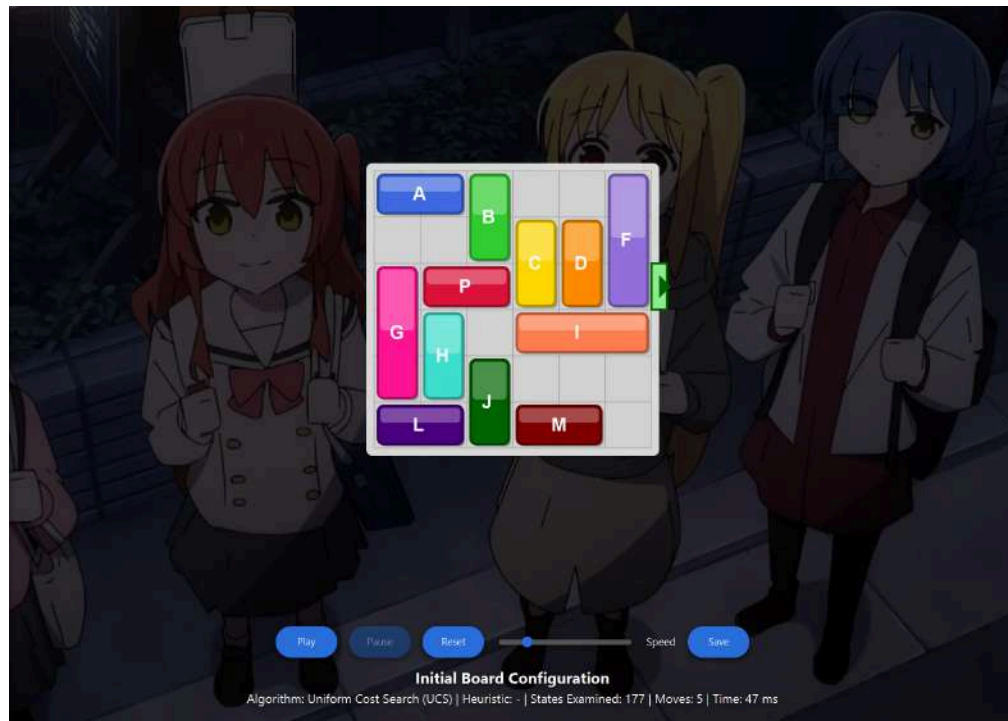 A
B
F
C D
P
G
I
H
J
L
M
Play Pause Reset Speed Save
Initial Board Configuration
Algorithm: Uniform Cost Search (UCS) | Heuristic: - | States Examined: 177 | Moves: 5 | Time: 47 ms